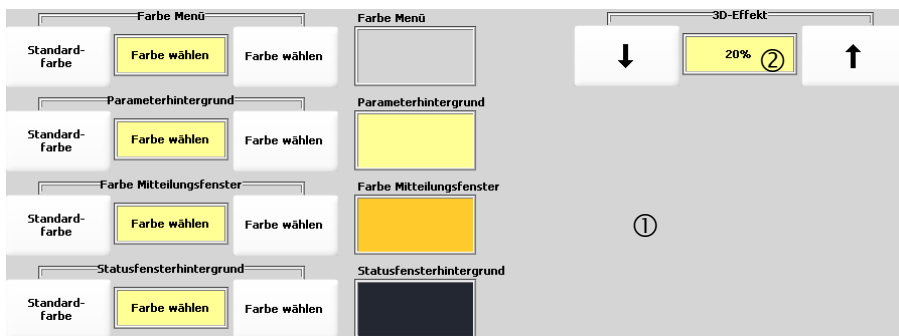 Farbe Menü
Standard-
farbe
Farbe wählen
Farbe wählen
Farbe Menü
3D-Effekt
↓
20% ②
↑
Parameterhintergrund
Standard-
farbe
Farbe wählen
Farbe wählen
Parameterhintergrund
Farbe Mitteilungsfenster
Standard-
farbe
Farbe wählen
Farbe wählen
Farbe Mitteilungsfenster
①
Statusfensterhintergrund
Standard-
farbe
Farbe wählen
Farbe wählen
Statusfensterhintergrund